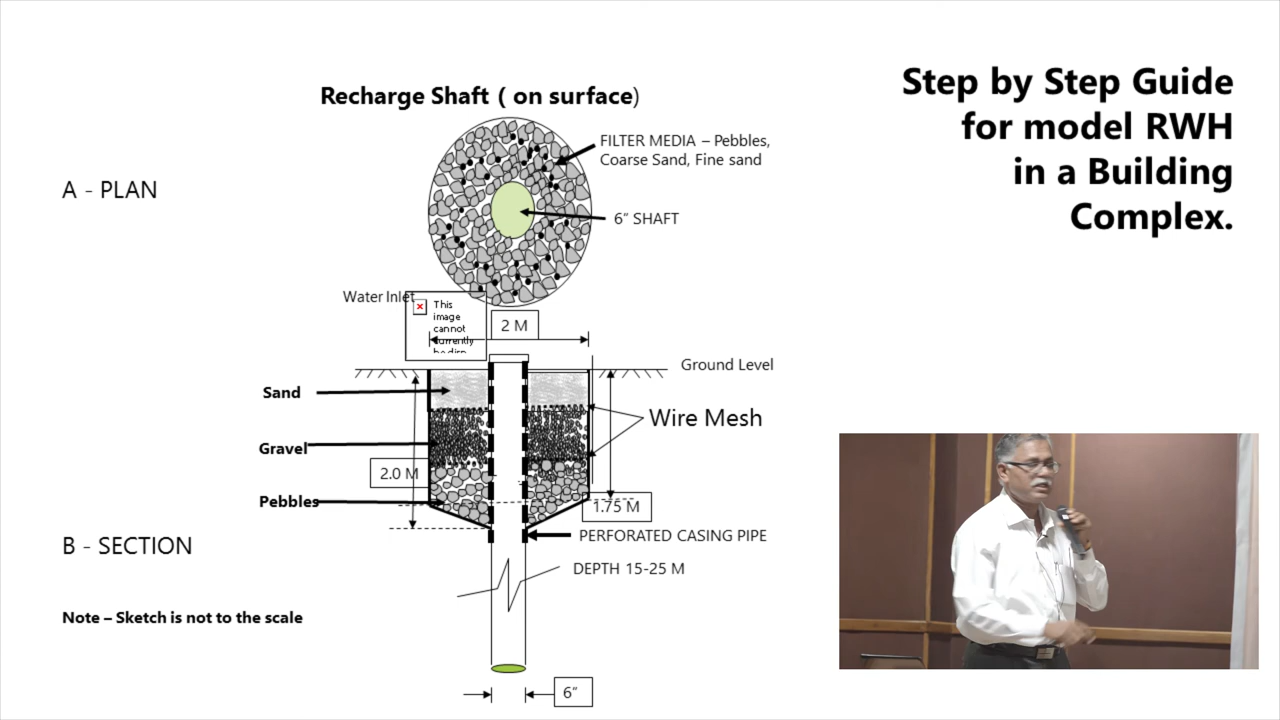 Step by Step Guide
for model RWH
in a Building
Complex.
Recharge Shaft ( on surface)
FILTER MEDIA – Pebbles,
Coarse Sand, Fine sand
A - PLAN
6” SHAFT
Water Inlet
This
image
cannot
currently
be disp
2 M
Ground Level
Sand
Wire Mesh
Gravel
2.0 M
Pebbles
1.75 M
PERFORATED CASING PIPE
B - SECTION
DEPTH 15-25 M
Note – Sketch is not to the scale
6”